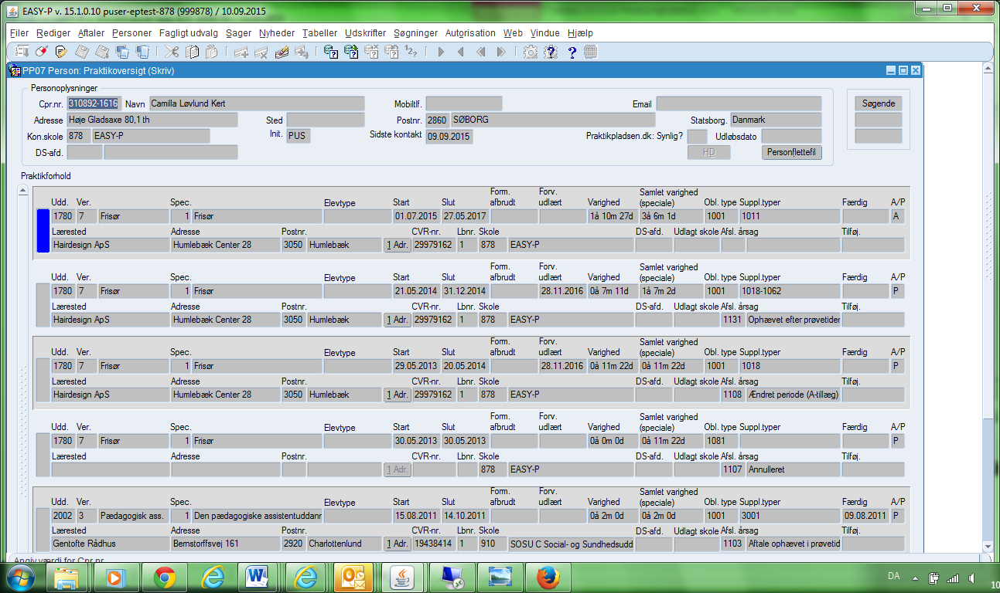 EASY-P v. 15.1.0.10 puser-eptest-878 (999878) / 10.09.2015
Filer Rediger Aftaler Personer Fagligt udvalg Sager Nyheder Tabeller Udskrifter Søgninger Autorisation Web Vindue Hjælp
PP07 Person: Praktikoversigt (Skriv)
Personoplysninger
Cpr.nr. 310892-1616 Navn Camilla Løvlund Kert Mobiltlf. Email Søgende
Adresse Høje Gladsaxe 80,1 th Sted Postnr. 2860 SØBORG Statsborg. Danmark
Kon.skole 878 EASY-P Init. PUS Sidste kontakt 09.09.2015 Praktikpladsen.dk: Synlig? Udløbsdato
DS-afd. HD Personflettefil
Praktikforhold
Udd. Ver. Spec. Elevtype Start Slut Form. afbrudt Forv. udlært Varighed Samlet varighed (speciale) Obl. type Suppl.typer Færdig A/P
1780 7 Frisør 1 Frisør 01.07.2015 27.05.2017 1å 10m 27d 3å 6m 1d 1001 1011 A
Lærested Adresse Postnr. CVR-nr. Lbnr. Skole DS-afd. Udlagt skole Afsl. årsag Tilføj.
Hairdesign ApS Humlebæk Center 28 3050 Humlebæk 1 Adr. 29979162 1 878 EASY-P
Udd. Ver. Spec. Elevtype Start Slut Form. afbrudt Forv. udlært Varighed Samlet varighed (speciale) Obl. type Suppl.typer Færdig A/P
1780 7 Frisør 1 Frisør 21.05.2014 31.12.2014 28.11.2016 0å 7m 11d 1å 7m 2d 1001 1018-1062 P
Lærested Adresse Postnr. CVR-nr. Lbnr. Skole DS-afd. Udlagt skole Afsl. årsag Tilføj.
Hairdesign ApS Humlebæk Center 28 3050 Humlebæk 1 Adr. 29979162 1 878 EASY-P 1131 Ophævet efter prøvetider
Udd. Ver. Spec. Elevtype Start Slut Form. afbrudt Forv. udlært Varighed Samlet varighed (speciale) Obl. type Suppl.typer Færdig A/P
1780 7 Frisør 1 Frisør 29.05.2013 20.05.2014 28.11.2016 0å 11m 22d 0å 11m 22d 1001 1018 P
Lærested Adresse Postnr. CVR-nr. Lbnr. Skole DS-afd. Udlagt skole Afsl. årsag Tilføj.
Hairdesign ApS Humlebæk Center 28 3050 Humlebæk 1 Adr. 29979162 1 878 EASY-P 1108 Ændret periode (A-tillæg)
Udd. Ver. Spec. Elevtype Start Slut Form. afbrudt Forv. udlært Varighed Samlet varighed (speciale) Obl. type Suppl.typer Færdig A/P
1780 7 Frisør 1 Frisør 30.05.2013 30.05.2013 0å 0m 0d 0å 11m 22d 1081 P
Lærested Adresse Postnr. CVR-nr. Lbnr. Skole DS-afd. Udlagt skole Afsl. årsag Tilføj.
1 Adr. 878 EASY-P 1107 Annulleret
Udd. Ver. Spec. Elevtype Start Slut Form. afbrudt Forv. udlært Varighed Samlet varighed (speciale) Obl. type Suppl.typer Færdig A/P
2002 3 Pædagogisk ass. 1 Den pædagogiske assistentuddanr 15.08.2011 14.10.2011 0å 2m 0d 0å 2m 0d 1001 3001 09.08.2011 P
Lærested Adresse Postnr. CVR-nr. Lbnr. Skole DS-afd. Udlagt skole Afsl. årsag Tilføj.
Gentofte Rådhus Bernstorffsvej 161 2920 Charlottenlund 1 Adr. 19438414 1 910 SOSU C Social- og Sundhedsudd 1103 Aftale ophævet i prøvetid
Angiv værdi for Cpr.nr.
DA 10